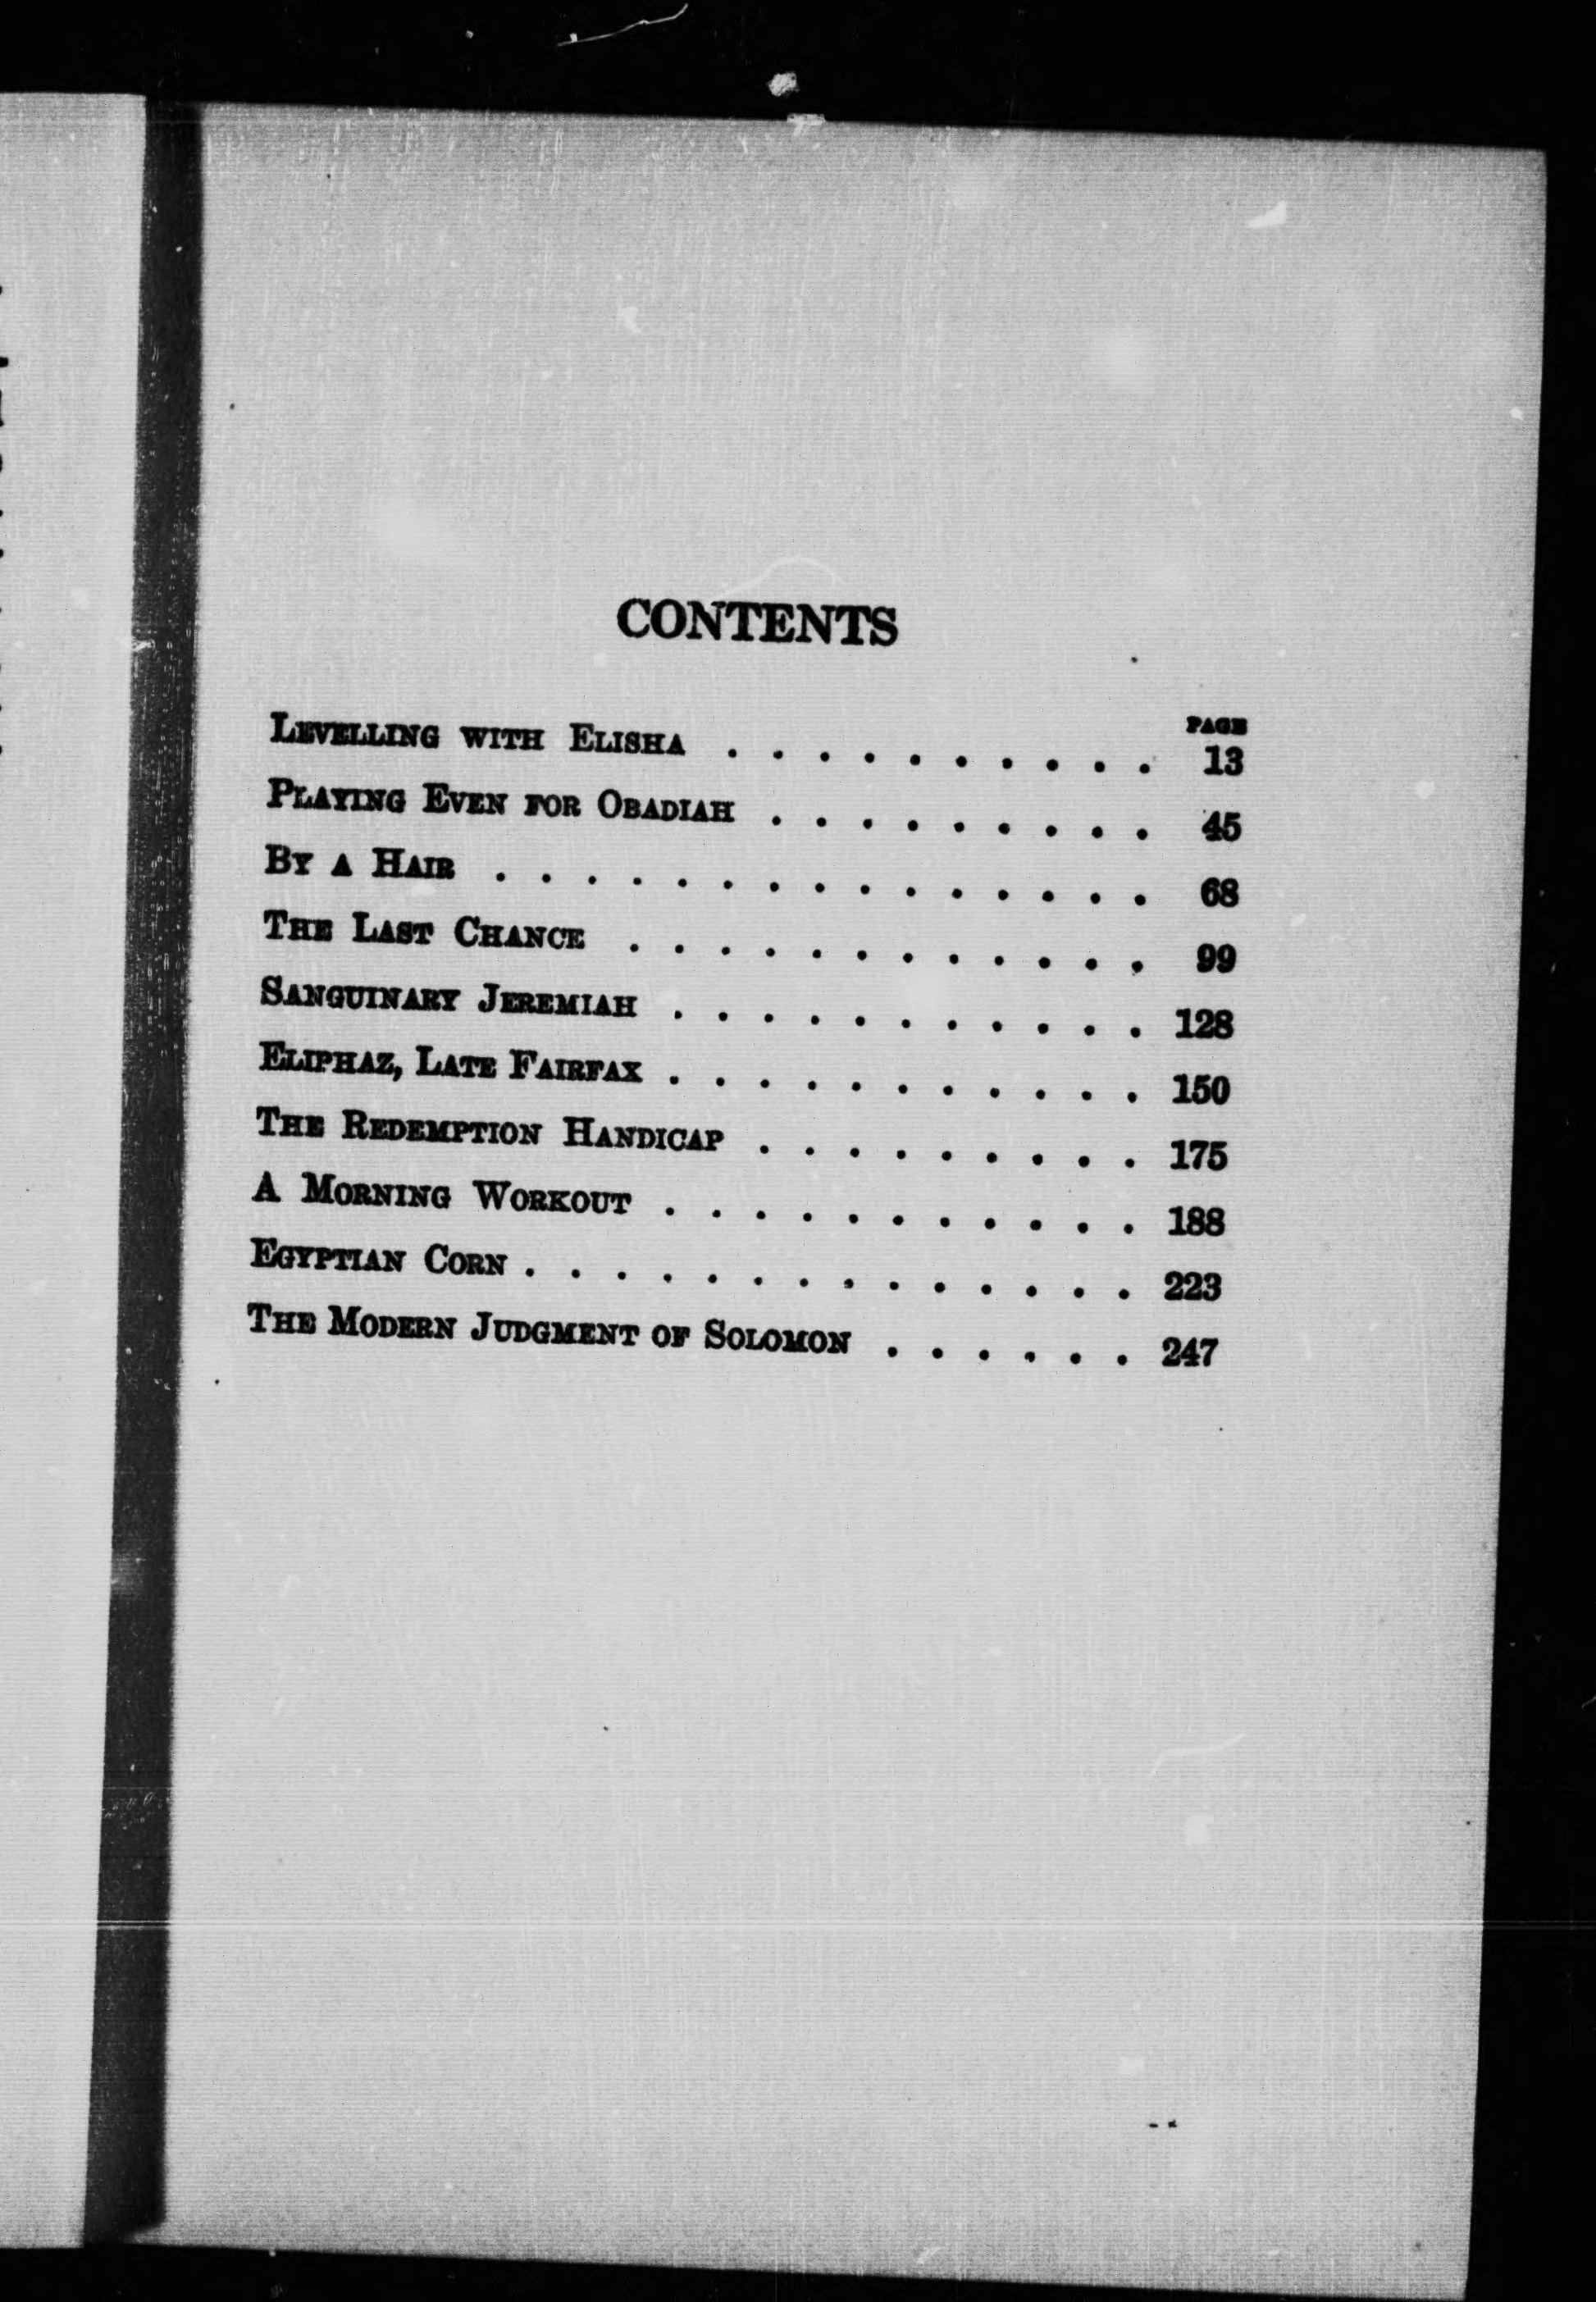 CONTENTS
PAGE
LEVELLING WITH ELISHA . . . . . . . . . . 13
PLAYING EVEN FOR OBADIAH . . . . . . . . . 45
BY A HAIR . . . . . . . . . . . . . . . 68
THE LAST CHANCE . . . . . . . . . . . . 99
SANGUINARY JEREMIAH . . . . . . . . . . . 128
ELIPHAZ, LATE FAIRFAX . . . . . . . . . . . 150
THE REDEMPTION HANDICAP . . . . . . . . . 175
A MORNING WORKOUT . . . . . . . . . . . 188
EGYPTIAN CORN . . . . . . . . . . . . . . 223
THE MODERN JUDGMENT OF SOLOMON . . . . . . 247